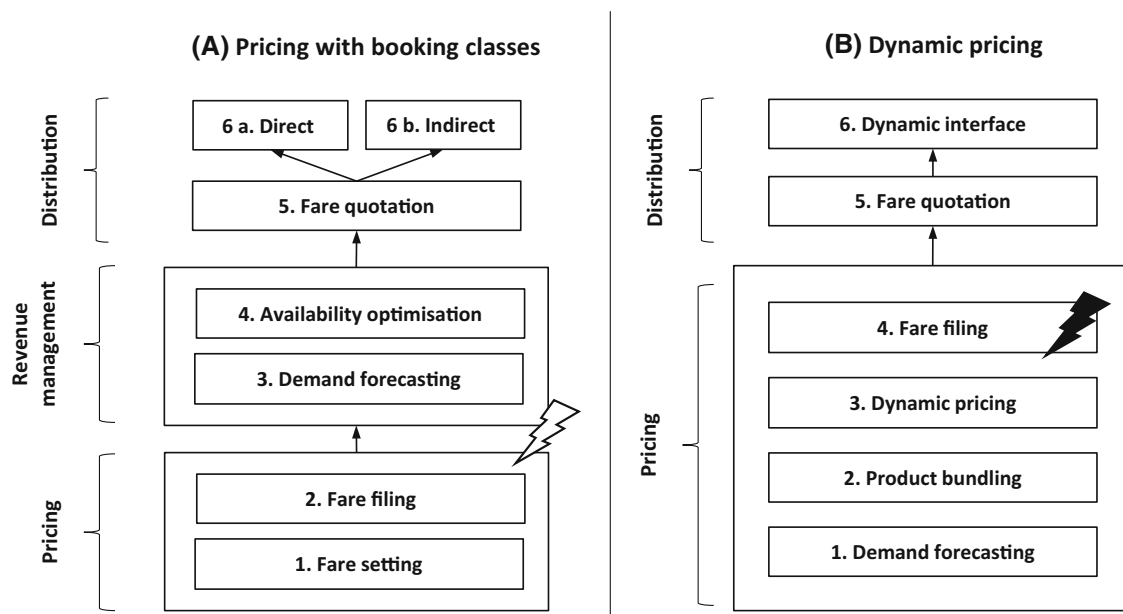 (A) Pricing with booking classes
Distribution
6 a. Direct
6 b. Indirect
5. Fare quotation
Revenue
management
4. Availability optimisation
3. Demand forecasting
Pricing
2. Fare filing
1. Fare setting
(B) Dynamic pricing
Distribution
6. Dynamic interface
5. Fare quotation
Pricing
4. Fare filing
3. Dynamic pricing
2. Product bundling
1. Demand forecasting